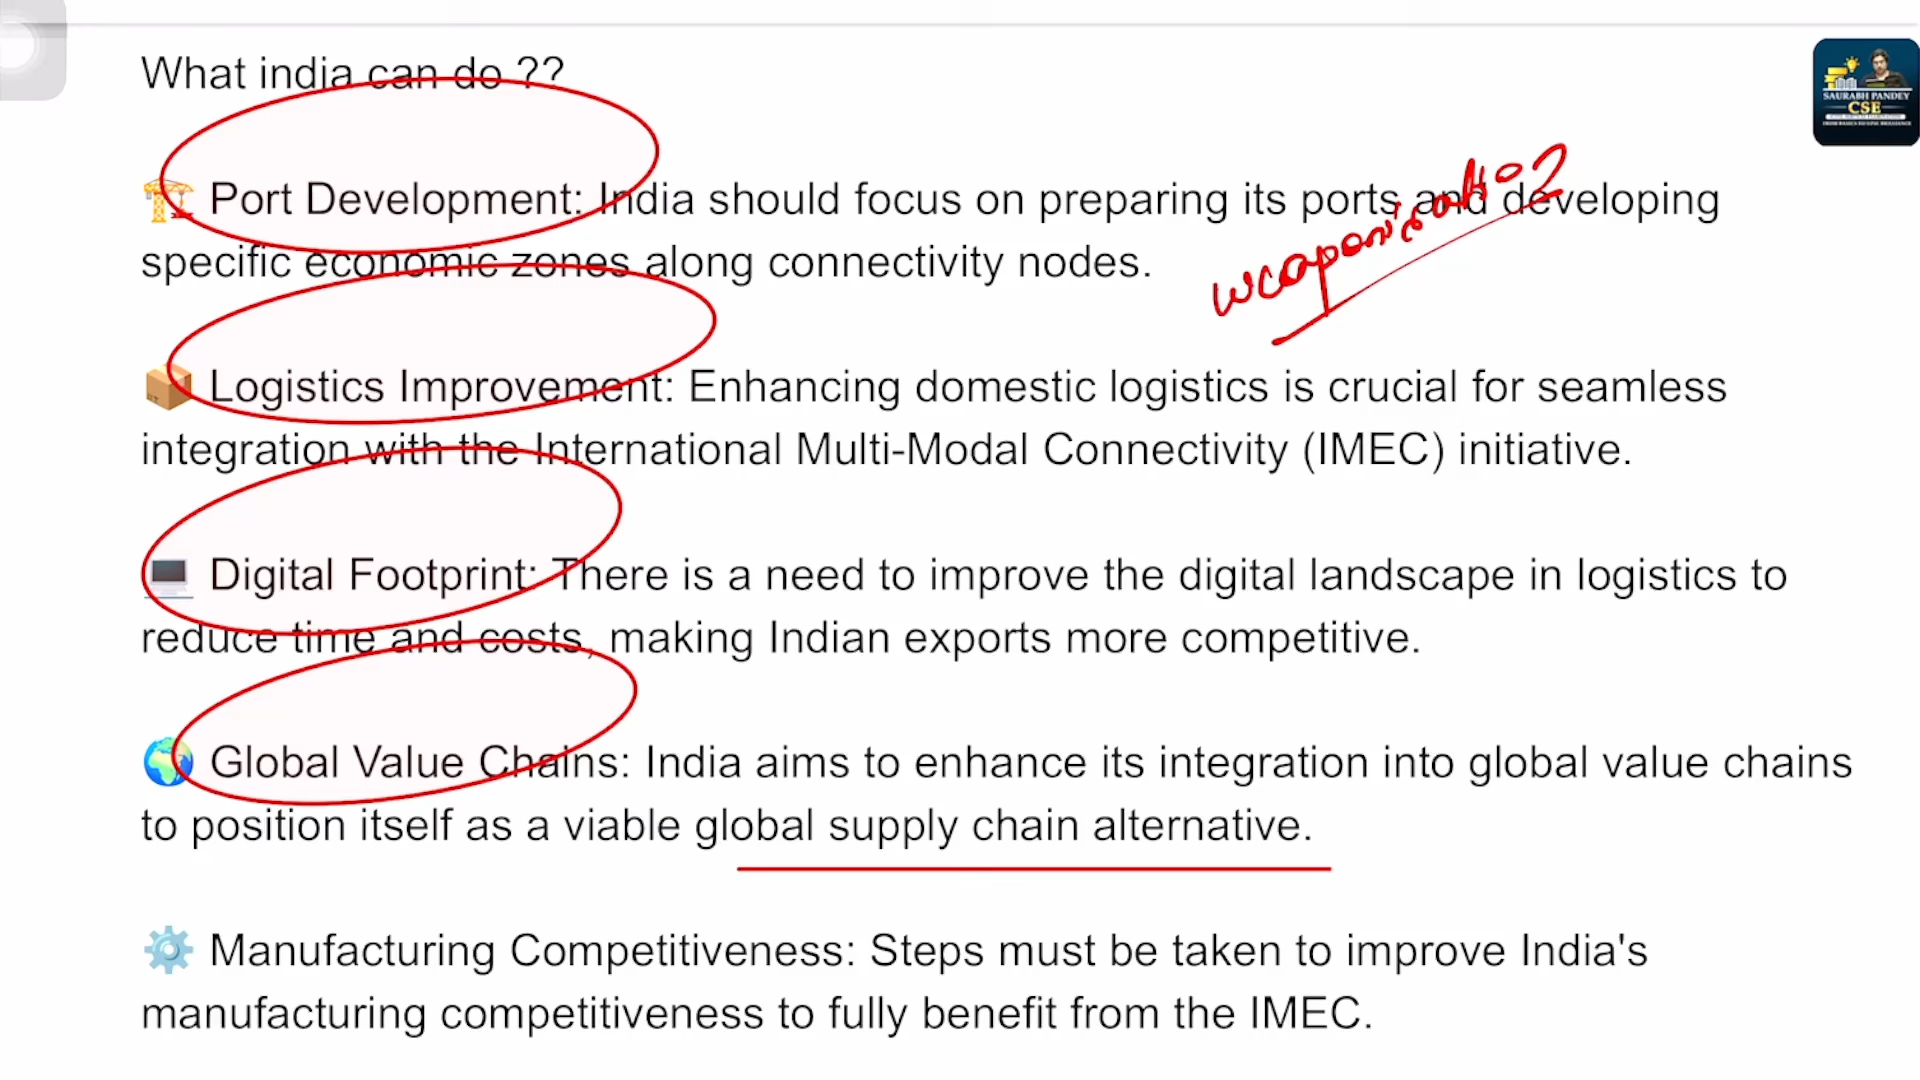 What india can do ??
🏗️ Port Development: India should focus on preparing its ports and developing
specific economic zones along connectivity nodes.
weaponisation
📦 Logistics Improvement: Enhancing domestic logistics is crucial for seamless
integration with the International Multi-Modal Connectivity (IMEC) initiative.
💻 Digital Footprint: There is a need to improve the digital landscape in logistics to
reduce time and costs, making Indian exports more competitive.
🌍 Global Value Chains: India aims to enhance its integration into global value chains
to position itself as a viable global supply chain alternative.
⚙️ Manufacturing Competitiveness: Steps must be taken to improve India's
manufacturing competitiveness to fully benefit from the IMEC.
SAURABH PANDEY
CSE